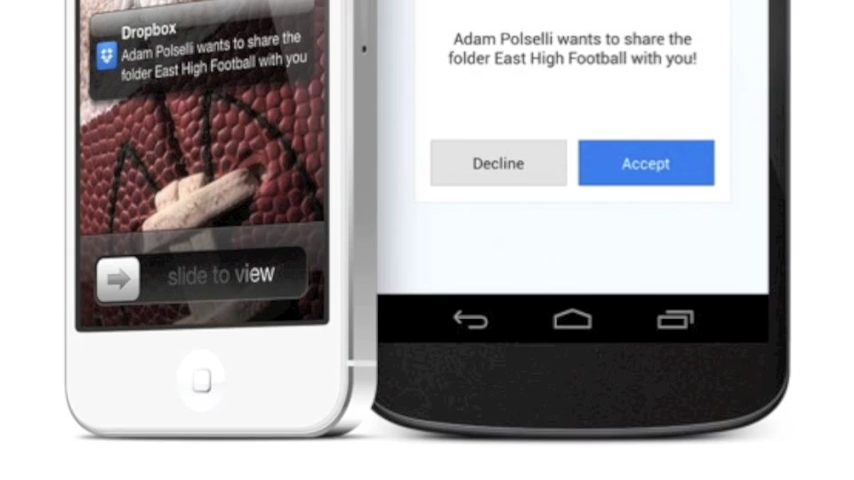 Dropbox
Adam Polselli wants to share the
folder East High Football with you
slide to view
Adam Polselli wants to share the
folder East High Football with you!
Decline
Accept